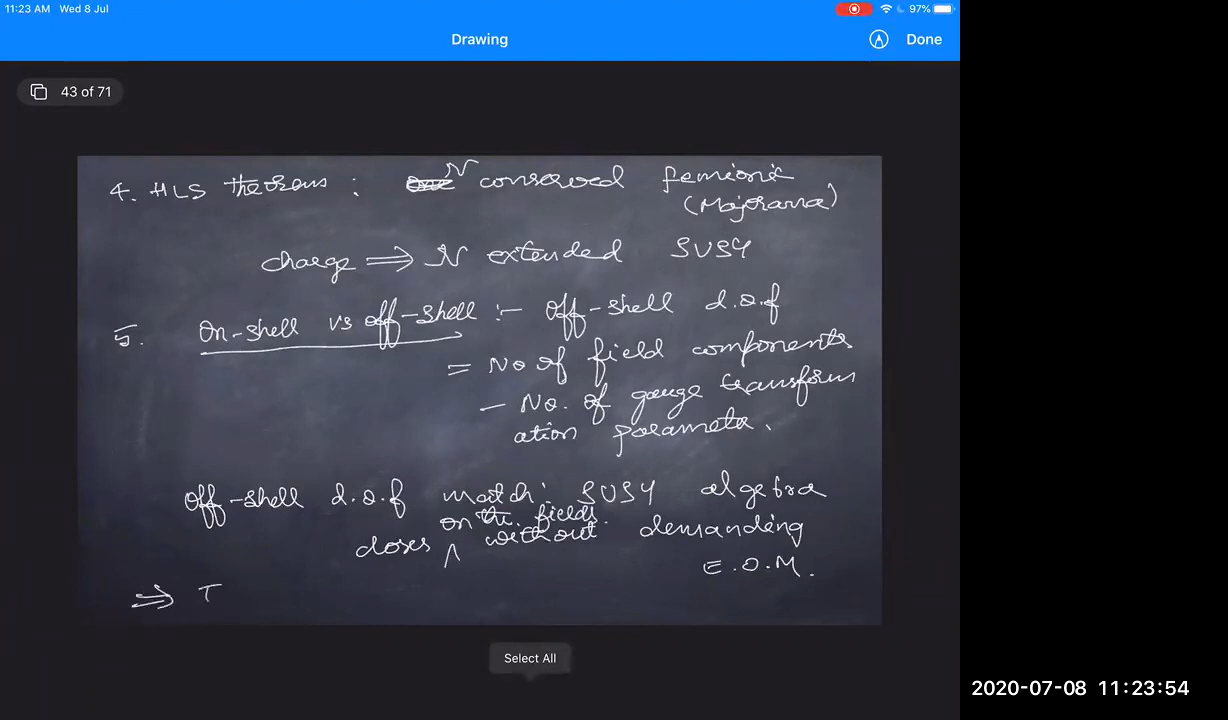 11:23 AM Wed 8 Jul
97%
Drawing
Done
43 of 71
4. HLS theorem : N conserved femionic
(Majorana)
charge ⟹ N extended SUSY
5. On-shell vs off-shell :- Off-shell d.o.f
= No of field components
- No. of gauge transform
ation parameter.
Off-shell d.o.f match: SUSY algebra
on the fields.
closes ^ without demanding
E.O.M.
⟹ T
Select All
2020-07-08 11:23:54